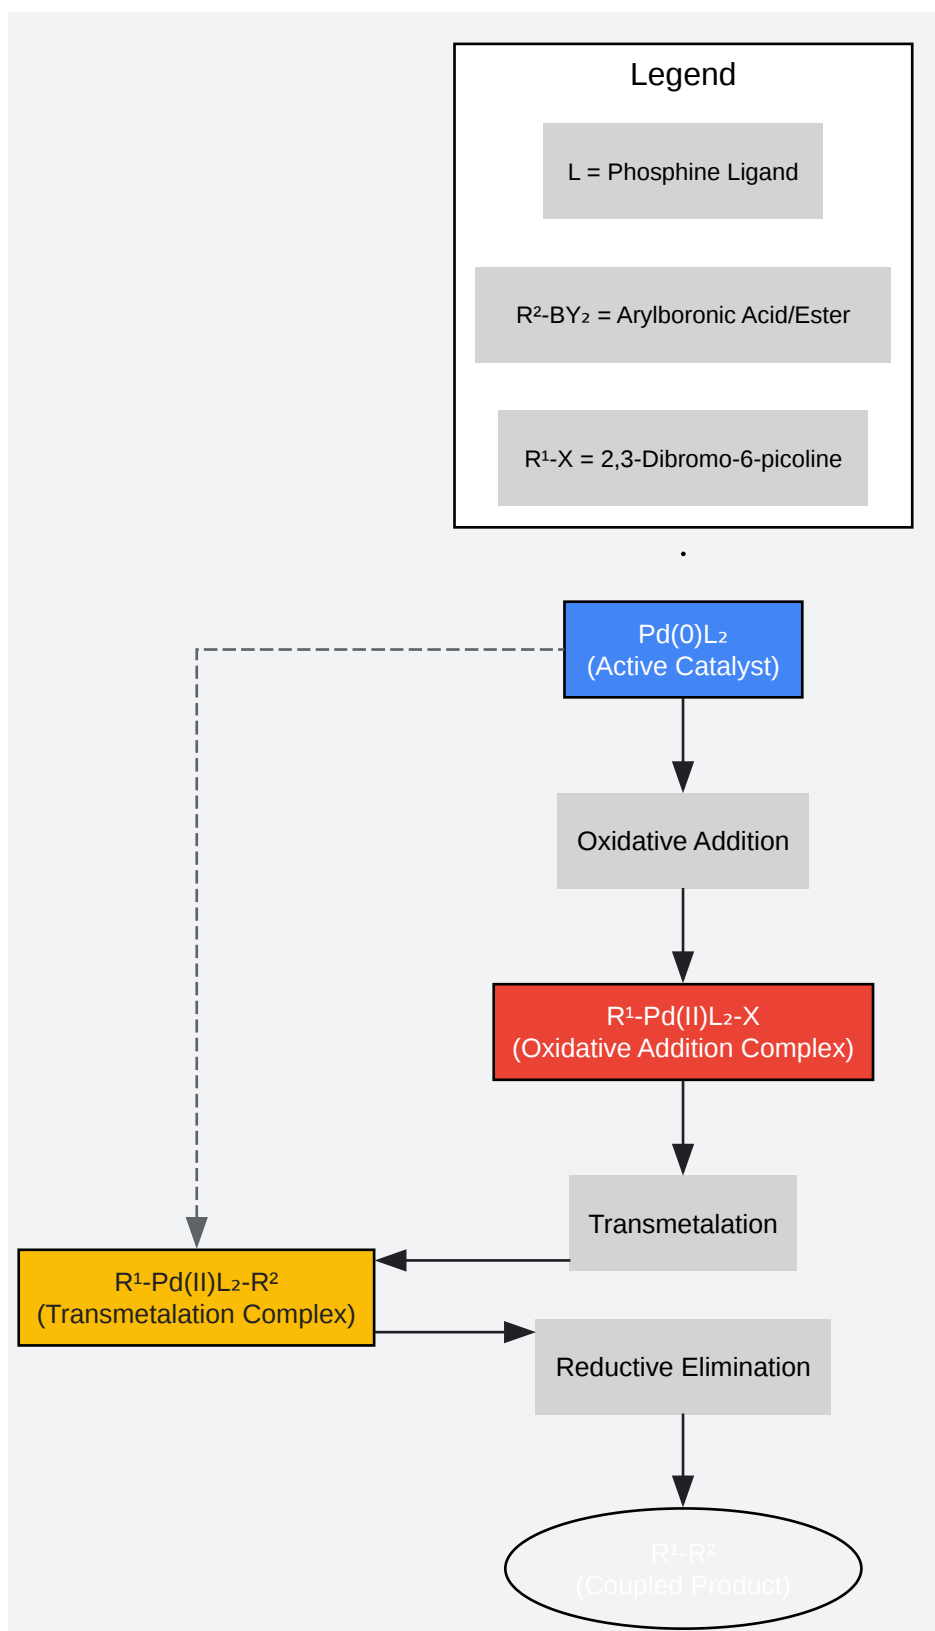 Legend
L = Phosphine Ligand
R²-BY₂ = Arylboronic Acid/Ester
R¹-X = 2,3-Dibromo-6-picoline
Pd(0)L₂
(Active Catalyst)
Oxidative Addition
R¹-Pd(II)L₂-X
(Oxidative Addition Complex)
Transmetalation
R¹-Pd(II)L₂-R²
(Transmetalation Complex)
Reductive Elimination
R¹-R²
(Coupled Product)